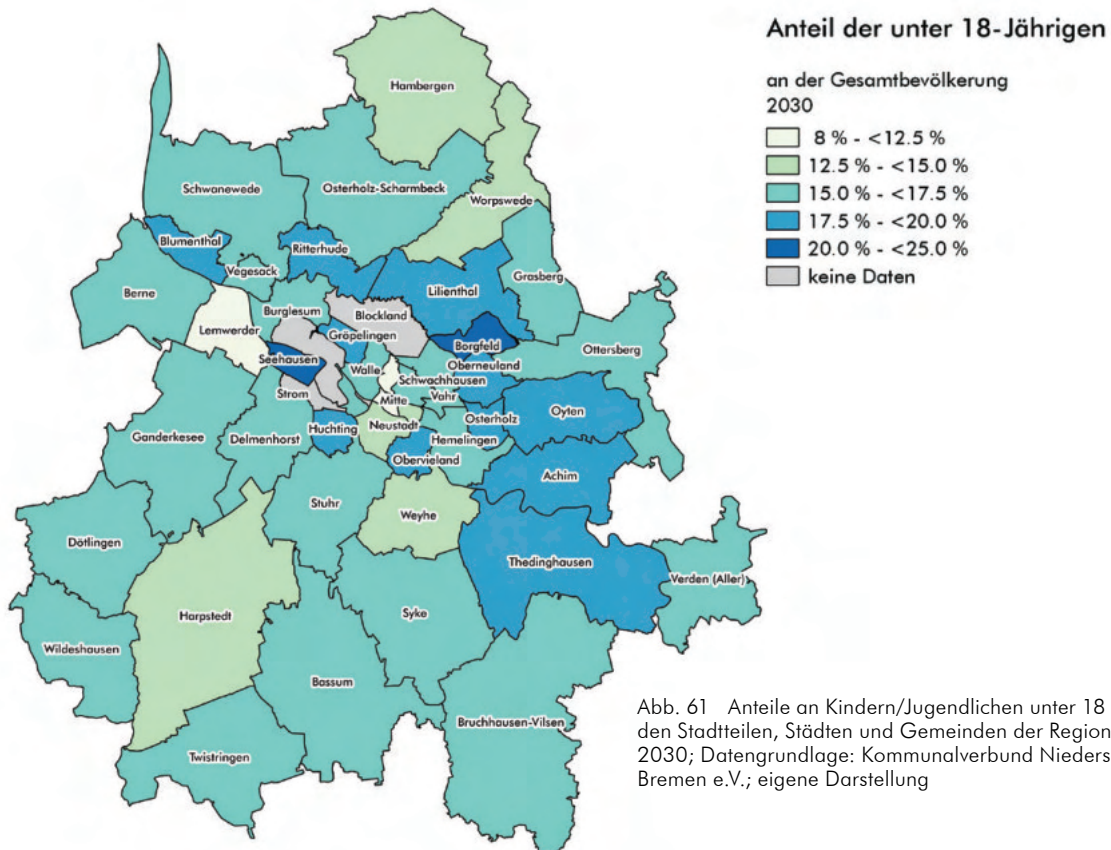 Anteil der unter 18-Jährigen
an der Gesamtbevölkerung
2030
8 % - <12.5 %
12.5 % - <15.0 %
15.0 % - <17.5 %
17.5 % - <20.0 %
20.0 % - <25.0 %
keine Daten
Hambergen
Schwanewede
Osterholz-Scharmbeck
Worpswede
Blumenthal
Ritterhude
Vegesack
Grasberg
Berne
Lilienthal
Burglesum
Blockland
Lemwerder
Gröpelingen
Borgfeld
Ottersberg
Seehausen
Walle
Oberneuland
Schwachhausen
Strom
Mitte
Vahr
Oyten
Ganderkesee
Delmenhorst
Huchting
Neustadt
Osterholz
Hemelingen
Obervieland
Achim
Stuhr
Weyhe
Dötlingen
Thedinghausen
Verden (Aller)
Harpstedt
Syke
Wildeshausen
Bassum
Bruchhausen-Vilsen
Twistringen
Abb. 61 Anteile an Kindern/Jugendlichen unter 18
den Stadtteilen, Städten und Gemeinden der Region
2030; Datengrundlage: Kommunalverbund Nieders
Bremen e.V.; eigene Darstellung